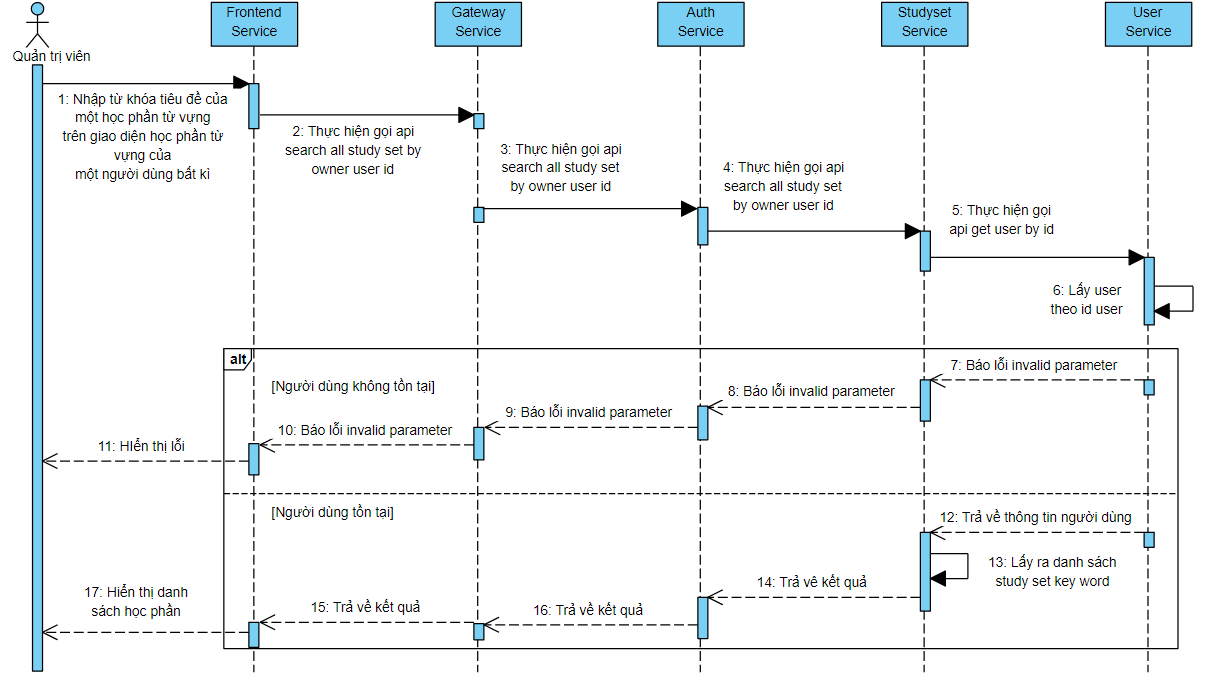 Frontend
Service
Gateway
Service
Auth
Service
Studyset
Service
User
Service
Quản trị viên
1: Nhập từ khóa tiêu đề của
một học phần từ vựng
trên giao diện học phần từ
vựng của
một người dùng bất kì
2: Thực hiện gọi api
search all study set by
owner user id
3: Thực hiện gọi api
search all study set
by owner user id
4: Thực hiện gọi api
search all study set
by owner user id
5: Thực hiện gọi
api get user by id
6: Lấy user
theo id user
alt
[Người dùng không tồn tại]
7: Báo lỗi invalid parameter
8: Báo lỗi invalid parameter
9: Báo lỗi invalid parameter
10: Báo lỗi invalid parameter
11: HIển thị lỗi
[Người dùng tồn tại]
12: Trả về thông tin người dùng
13: Lấy ra danh sách
study set key word
14: Trả về kết quả
16: Trả về kết quả
15: Trả về kết quả
17: Hiển thị danh
sách học phần